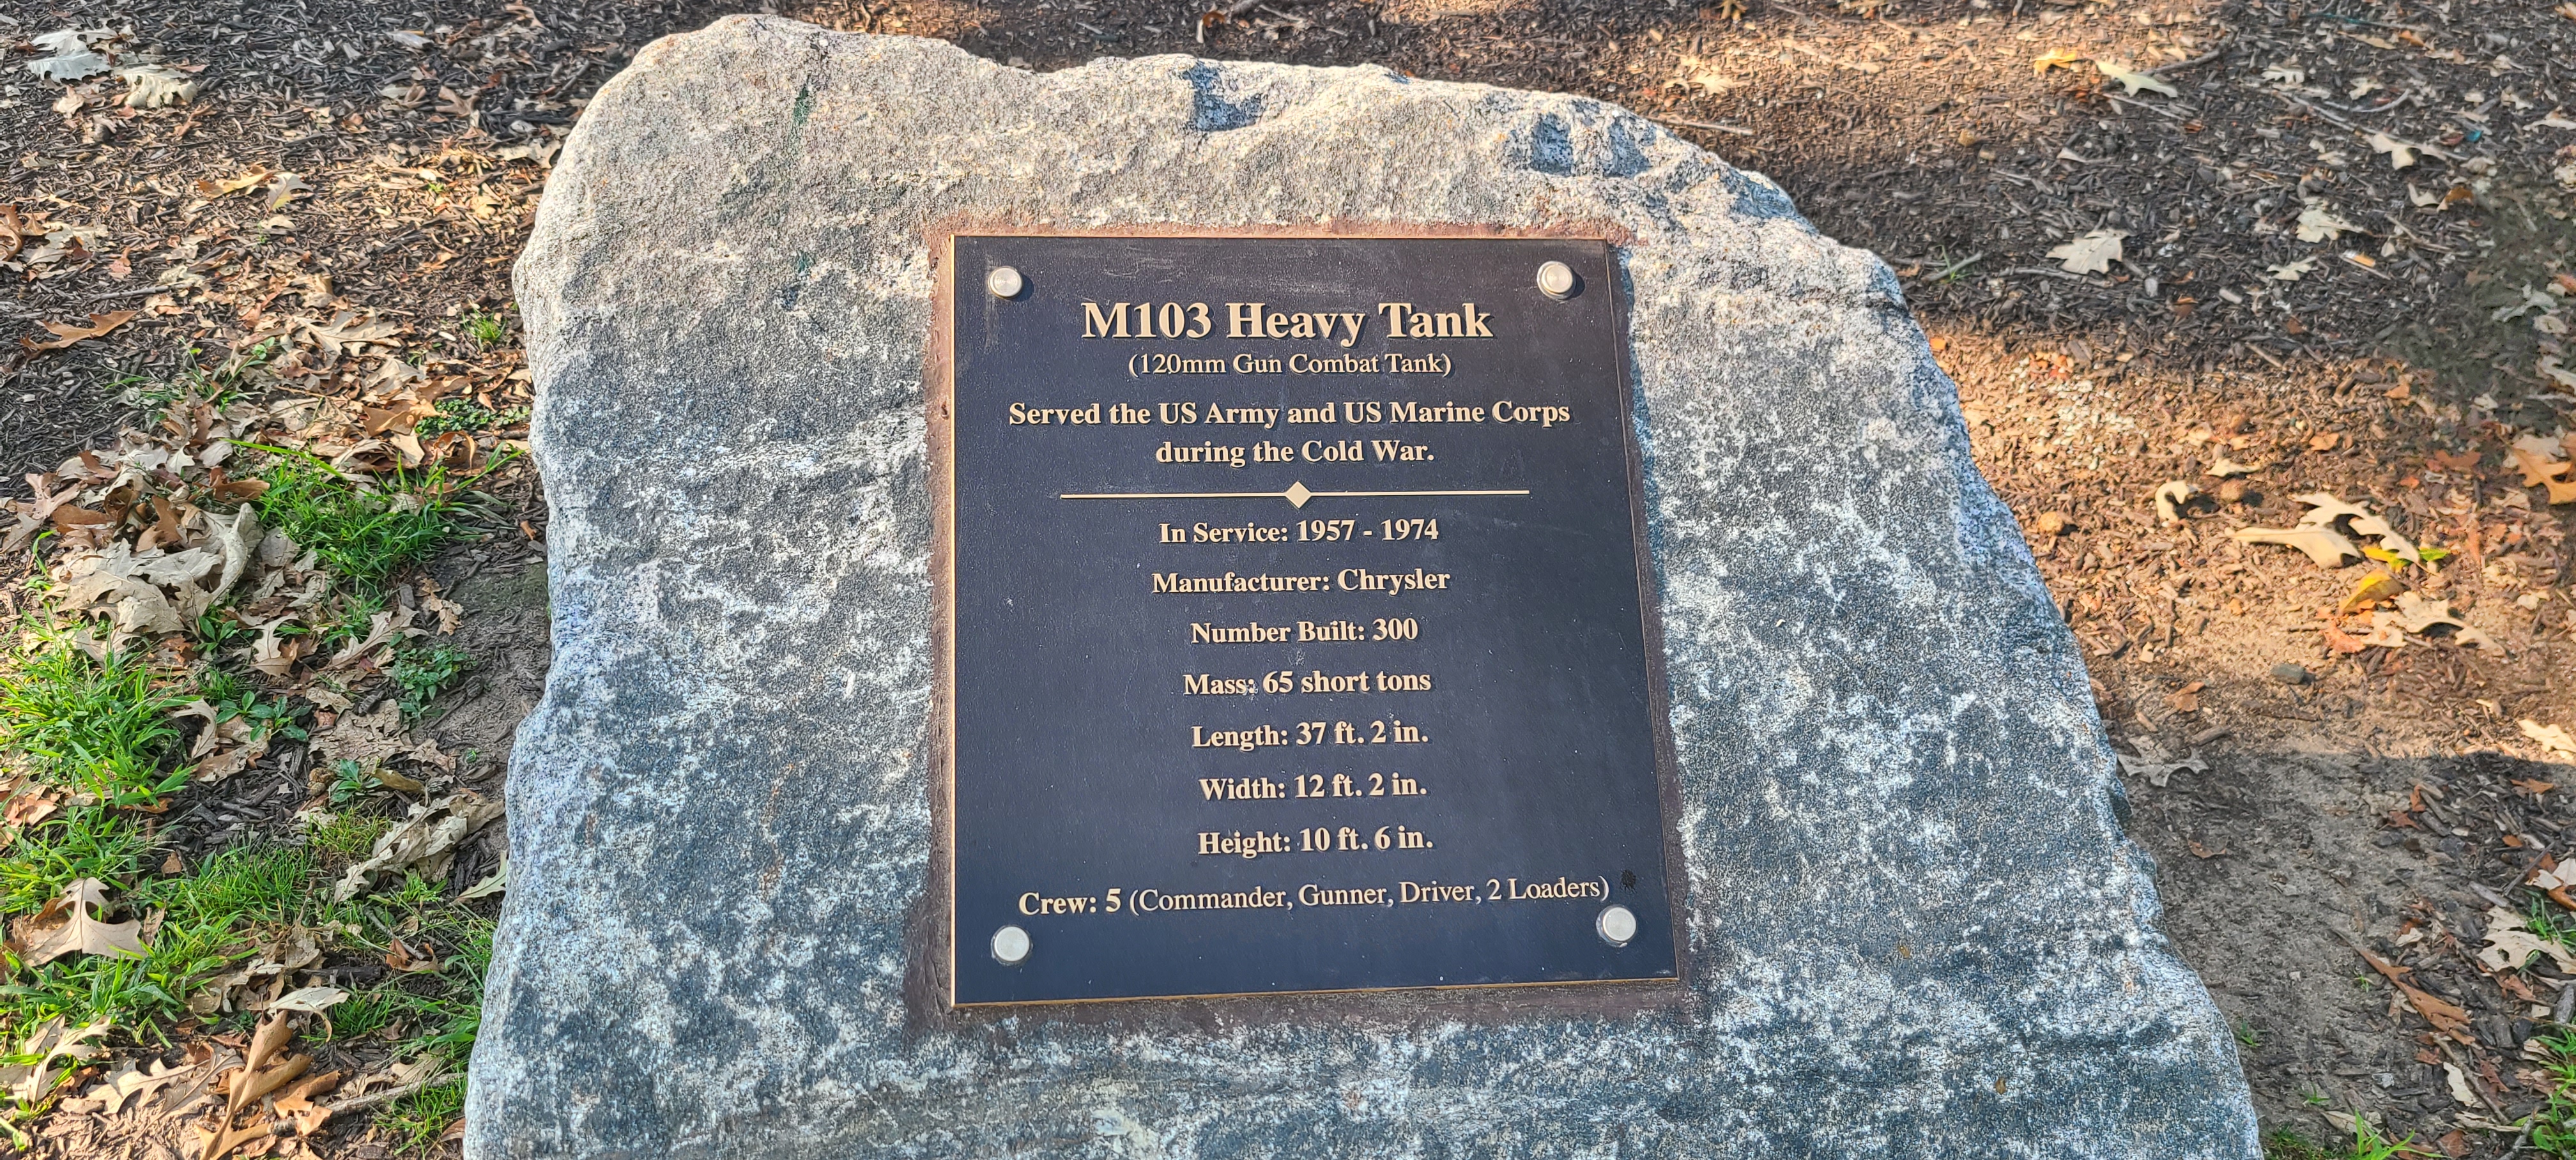 M103 Heavy Tank
(120mm Gun Combat Tank)
Served the US Army and US Marine Corps
during the Cold War.
In Service: 1957 - 1974
Manufacturer: Chrysler
Number Built: 300
Mass: 65 short tons
Length: 37 ft. 2 in.
Width: 12 ft. 2 in.
Height: 10 ft. 6 in.
Crew: 5 (Commander, Gunner, Driver, 2 Loaders)